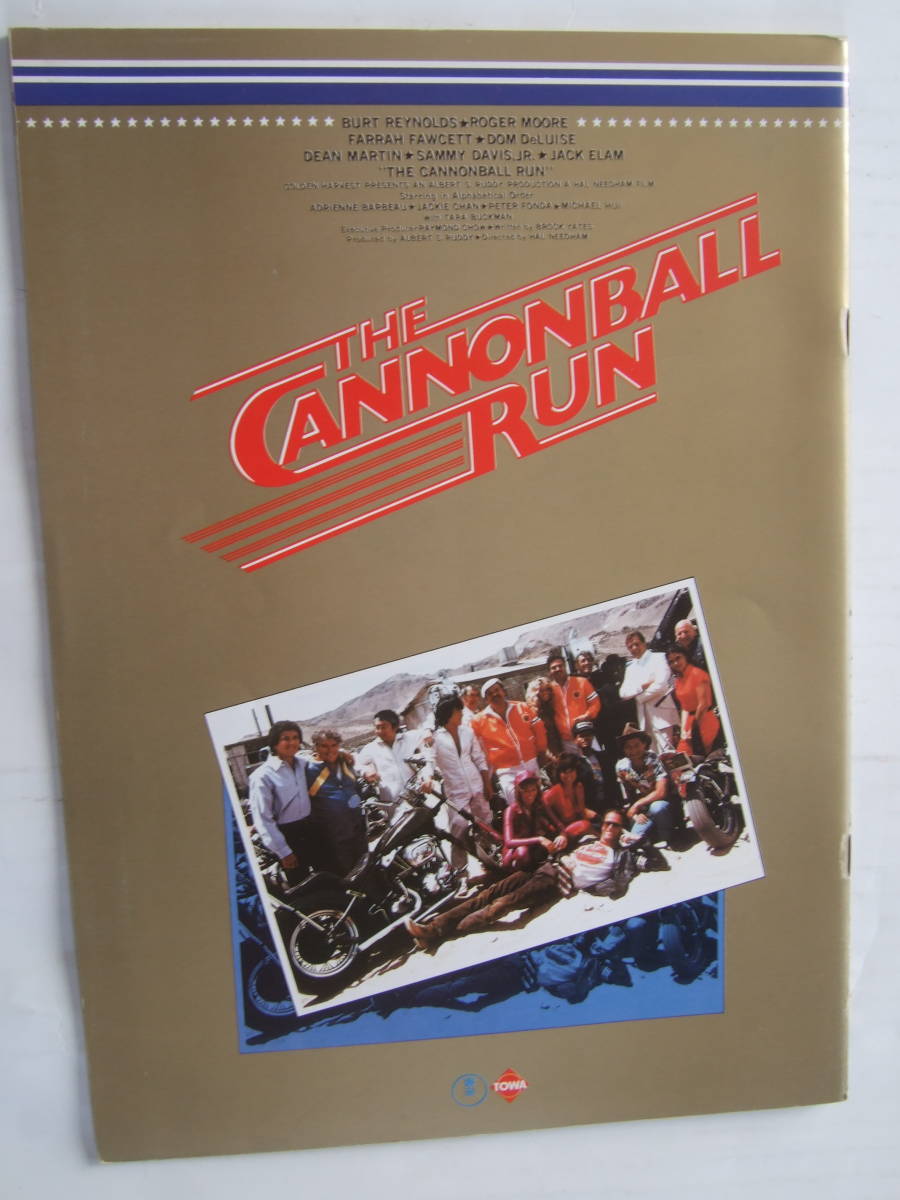 BURT REYNOLDS★ROGER MOORE
FARRAH FAWCETT★DOM DeLUISE
DEAN MARTIN★SAMMY DAVIS, JR.★JACK ELAM
"THE CANNONBALL RUN"
GOLDEN HARVEST PRESENTS AN ALBERT S. RUDDY PRODUCTION A HAL NEEDHAM FILM
Starring in Alphabetical Order
ADRIENNE BARBEAU★JACKIE CHAN★PETER FONDA★MICHAEL HUI
with TARA BUCKMAN
Executive Producer RAYMOND CHOW★Written by BROCK YATES
Produced by ALBERT S. RUDDY★Directed by HAL NEEDHAM
THE
CANNONBALL
RUN
TOWA